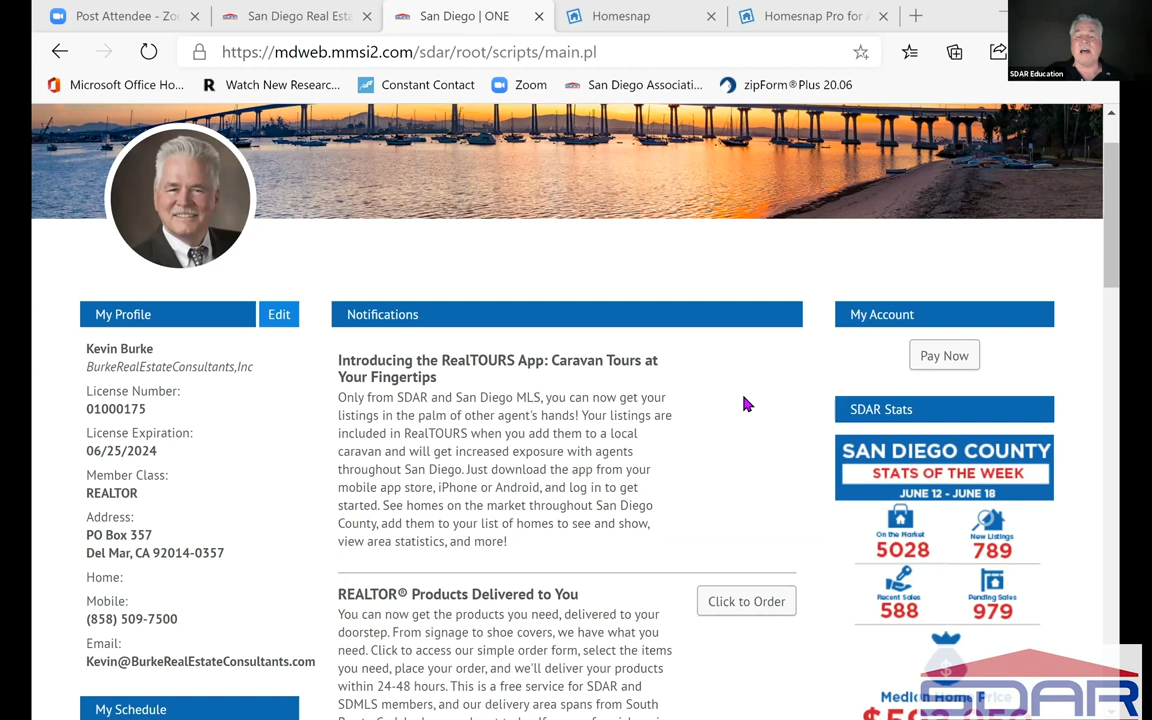 Post Attendee - Zo
San Diego Real Esta
San Diego | ONE
Homesnap
Homesnap Pro for A
https://mdweb.mmsi2.com/sdar/root/scripts/main.pl
SDAR Education
Microsoft Office Ho...
Watch New Researc...
Constant Contact
Zoom
San Diego Associati...
zipForm®Plus 20.06
My Profile
Edit
Kevin Burke
BurkeRealEstateConsultants,Inc
License Number:
01000175
License Expiration:
06/25/2024
Member Class:
REALTOR
Address:
PO Box 357
Del Mar, CA 92014-0357
Home:
Mobile:
(858) 509-7500
Email:
Kevin@BurkeRealEstateConsultants.com
My Schedule
Notifications
Introducing the RealTOURS App: Caravan Tours at
Your Fingertips
Only from SDAR and San Diego MLS, you can now get your
listings in the palm of other agent's hands! Your listings are
included in RealTOURS when you add them to a local
caravan and will get increased exposure with agents
throughout San Diego. Just download the app from your
mobile app store, iPhone or Android, and log in to get
started. See homes on the market throughout San Diego
County, add them to your list of homes to see and show,
view area statistics, and more!
REALTOR® Products Delivered to You
Click to Order
You can now get the products you need, delivered to your
doorstep. From signage to shoe covers, we have what you
need. Click to access our simple order form, select the items
you need, place your order, and we'll deliver your products
within 24-48 hours. This is a free service for SDAR and
SDMLS members, and our delivery area spans from South
My Account
Pay Now
SDAR Stats
SAN DIEGO COUNTY
STATS OF THE WEEK
JUNE 12 - JUNE 18
On the Market
5028
New Listings
789
Recent Sales
588
Pending Sales
979
Median Home Price
SDAR